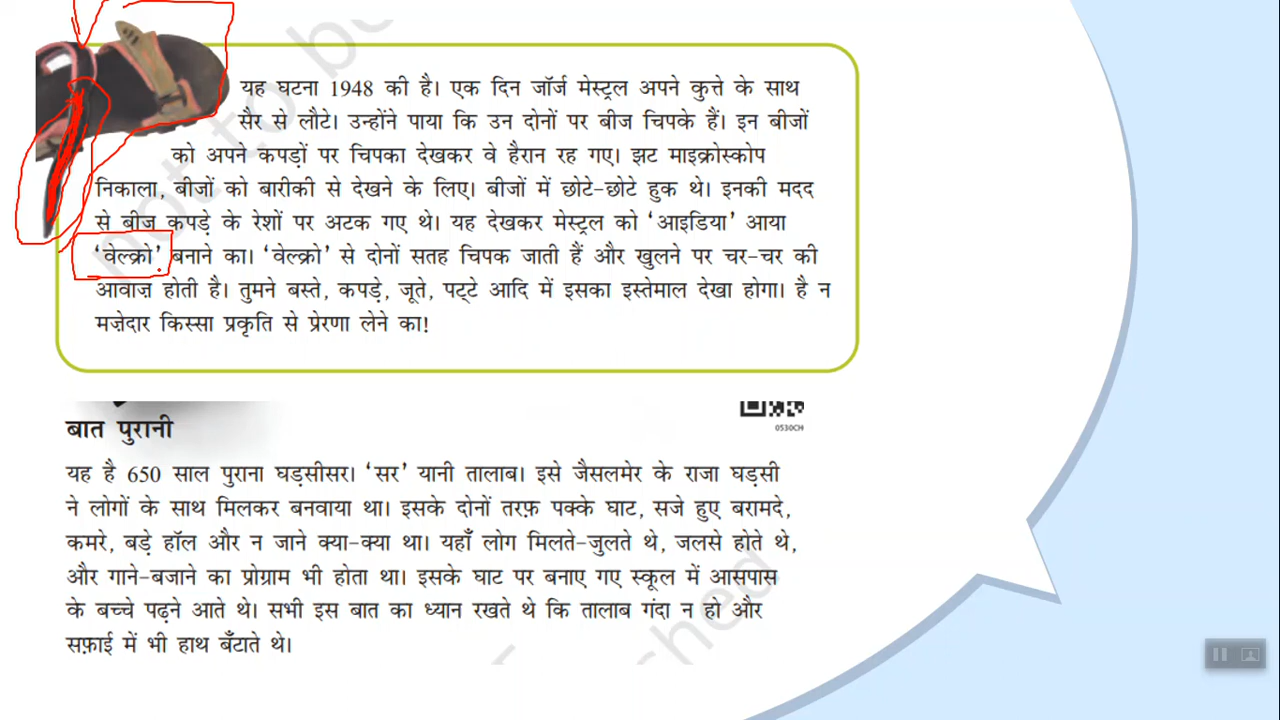 यह घटना 1948 की है। एक दिन जॉर्ज मेस्ट्रल अपने कुत्ते के साथ
सैर से लौटे। उन्होंने पाया कि उन दोनों पर बीज चिपके हैं। इन बीजों
को अपने कपड़ों पर चिपका देखकर वे हैरान रह गए। झट माइक्रोस्कोप
निकाला, बीजों को बारीकी से देखने के लिए। बीजों में छोटे-छोटे हुक थे। इनकी मदद
से बीज कपड़े के रेशों पर अटक गए थे। यह देखकर मेस्ट्रल को ‘आइडिया’ आया
‘वेल्क्रो’ बनाने का। ‘वेल्क्रो’ से दोनों सतह चिपक जाती हैं और खुलने पर चर-चर की
आवाज़ होती है। तुमने बस्ते, कपड़े, जूते, पट्टे आदि में इसका इस्तेमाल देखा होगा। है न
मज़ेदार किस्सा प्रकृति से प्रेरणा लेने का!
0530CH
बात पुरानी
यह है 650 साल पुराना घड़सीसर। ‘सर’ यानी तालाब। इसे जैसलमेर के राजा घड़सी
ने लोगों के साथ मिलकर बनवाया था। इसके दोनों तरफ़ पक्के घाट, सजे हुए बरामदे,
कमरे, बड़े हॉल और न जाने क्या-क्या था। यहाँ लोग मिलते-जुलते थे, जलसे होते थे,
और गाने-बजाने का प्रोग्राम भी होता था। इसके घाट पर बनाए गए स्कूल में आसपास
के बच्चे पढ़ने आते थे। सभी इस बात का ध्यान रखते थे कि तालाब गंदा न हो और
सफ़ाई में भी हाथ बँटाते थे।
not to be
shed